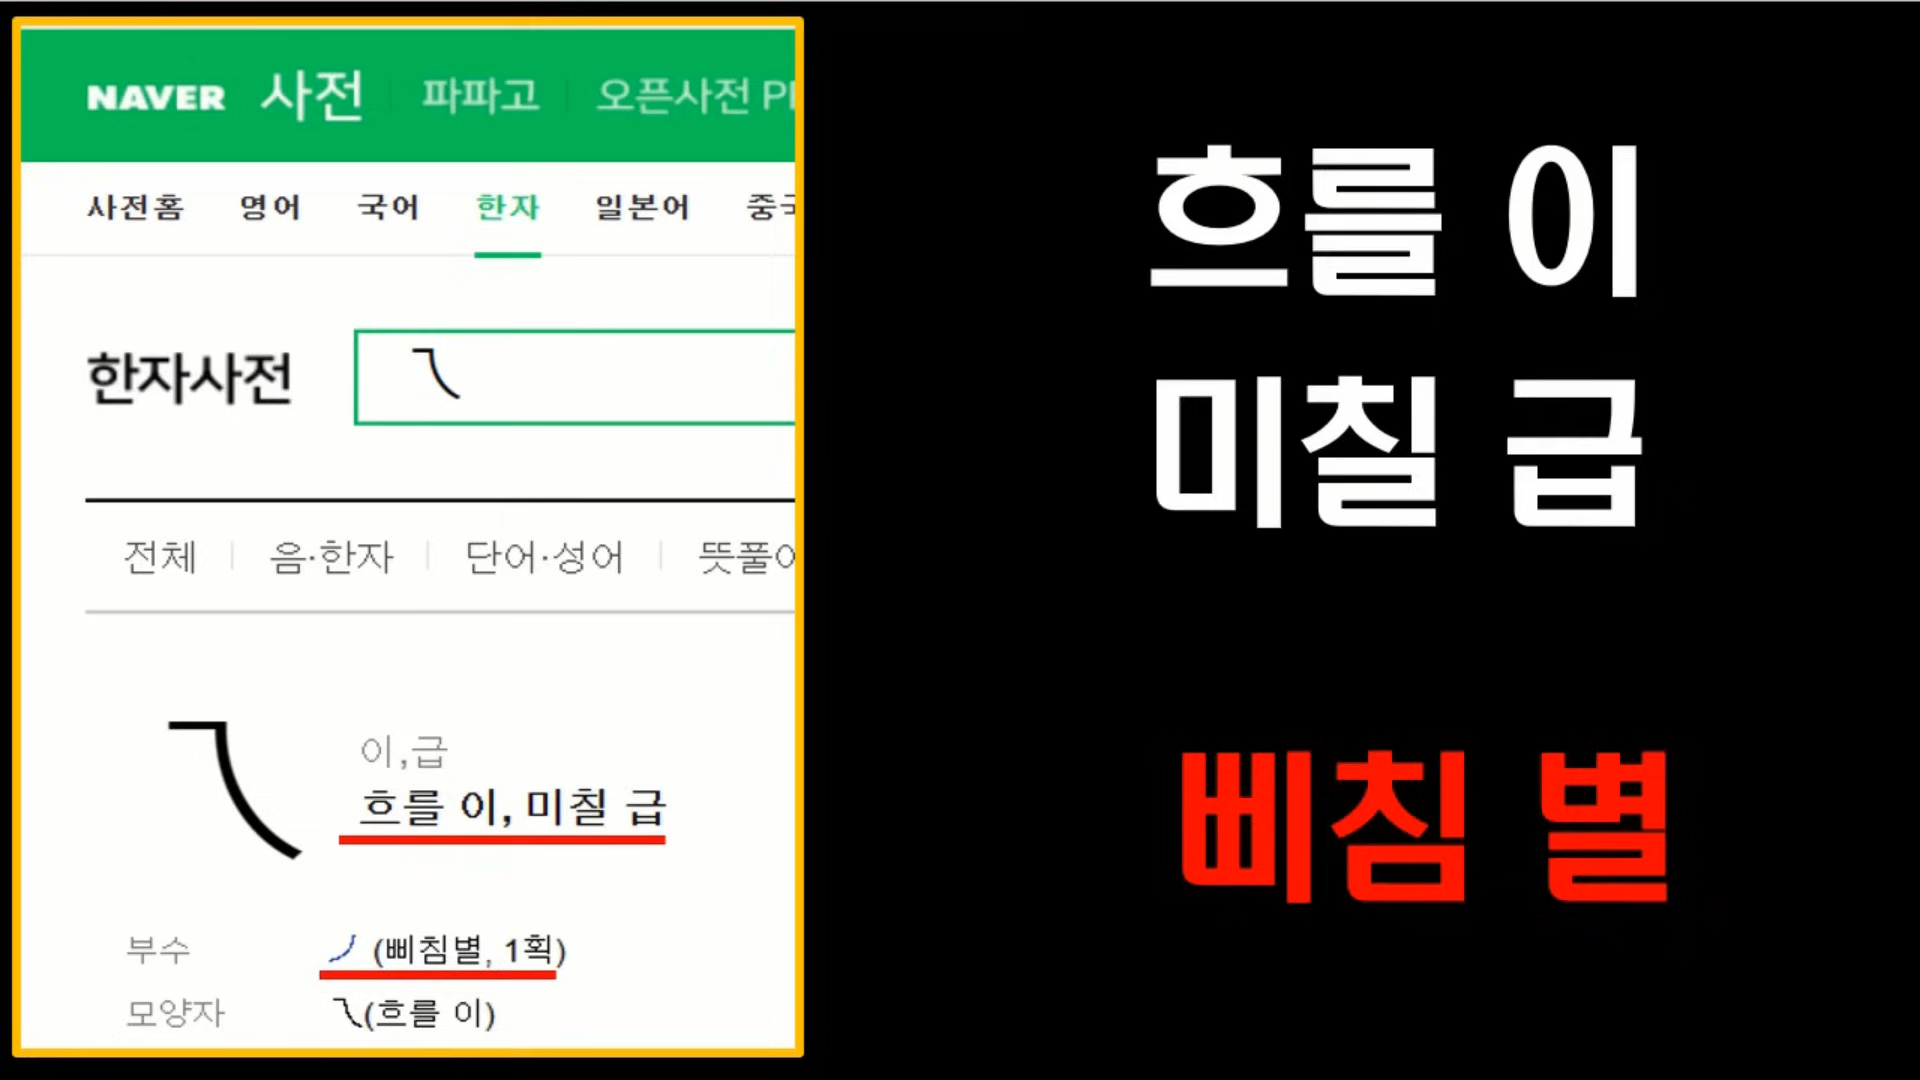 NAVER 사전 파파고 오픈사전
사전홈 영어 국어 한자 일본어
한자사전 ⺄
전체 음·한자 단어·성어
⺄
이,급
흐를 이, 미칠 급
부수 丿 (삐침별, 1획)
모양자 ⺄(흐를 이)
흐를 이
미칠 급
삐침 별